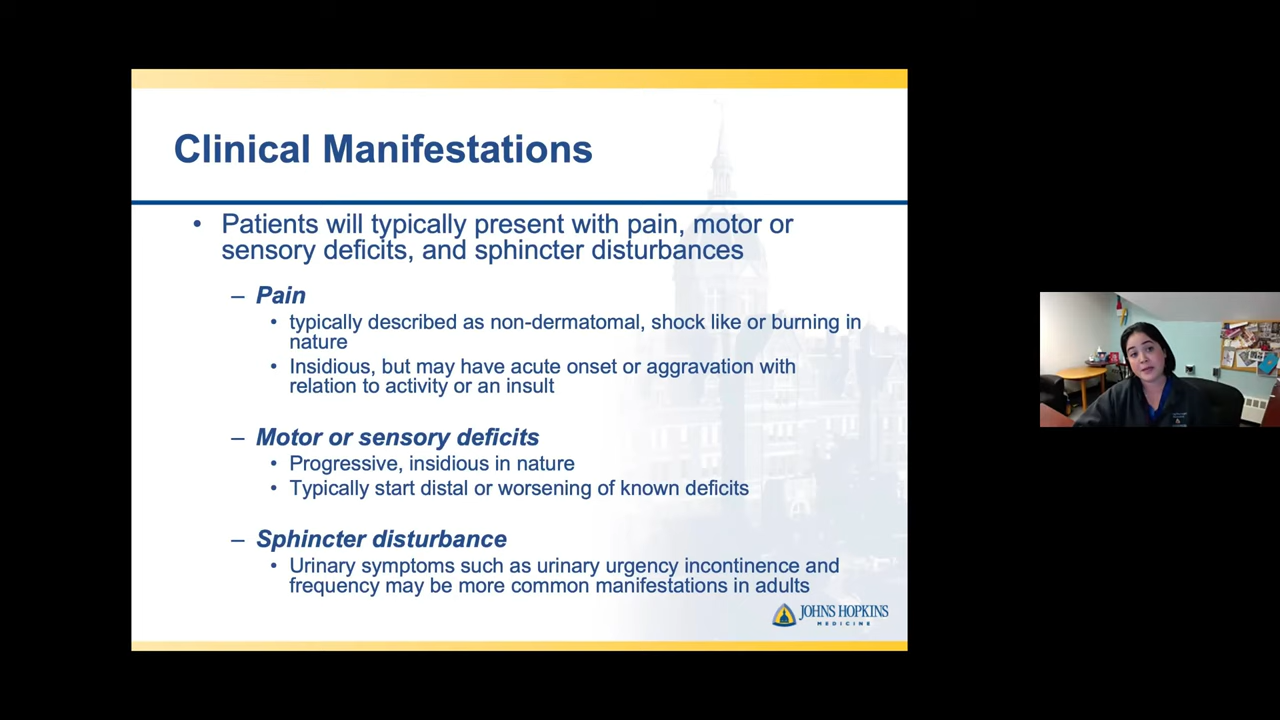 Clinical Manifestations
• Patients will typically present with pain, motor or
sensory deficits, and sphincter disturbances
– Pain
• typically described as non-dermatomal, shock like or burning in
nature
• Insidious, but may have acute onset or aggravation with
relation to activity or an insult
– Motor or sensory deficits
• Progressive, insidious in nature
• Typically start distal or worsening of known deficits
– Sphincter disturbance
• Urinary symptoms such as urinary urgency incontinence and
frequency may be more common manifestations in adults
JOHNS HOPKINS
MEDICINE